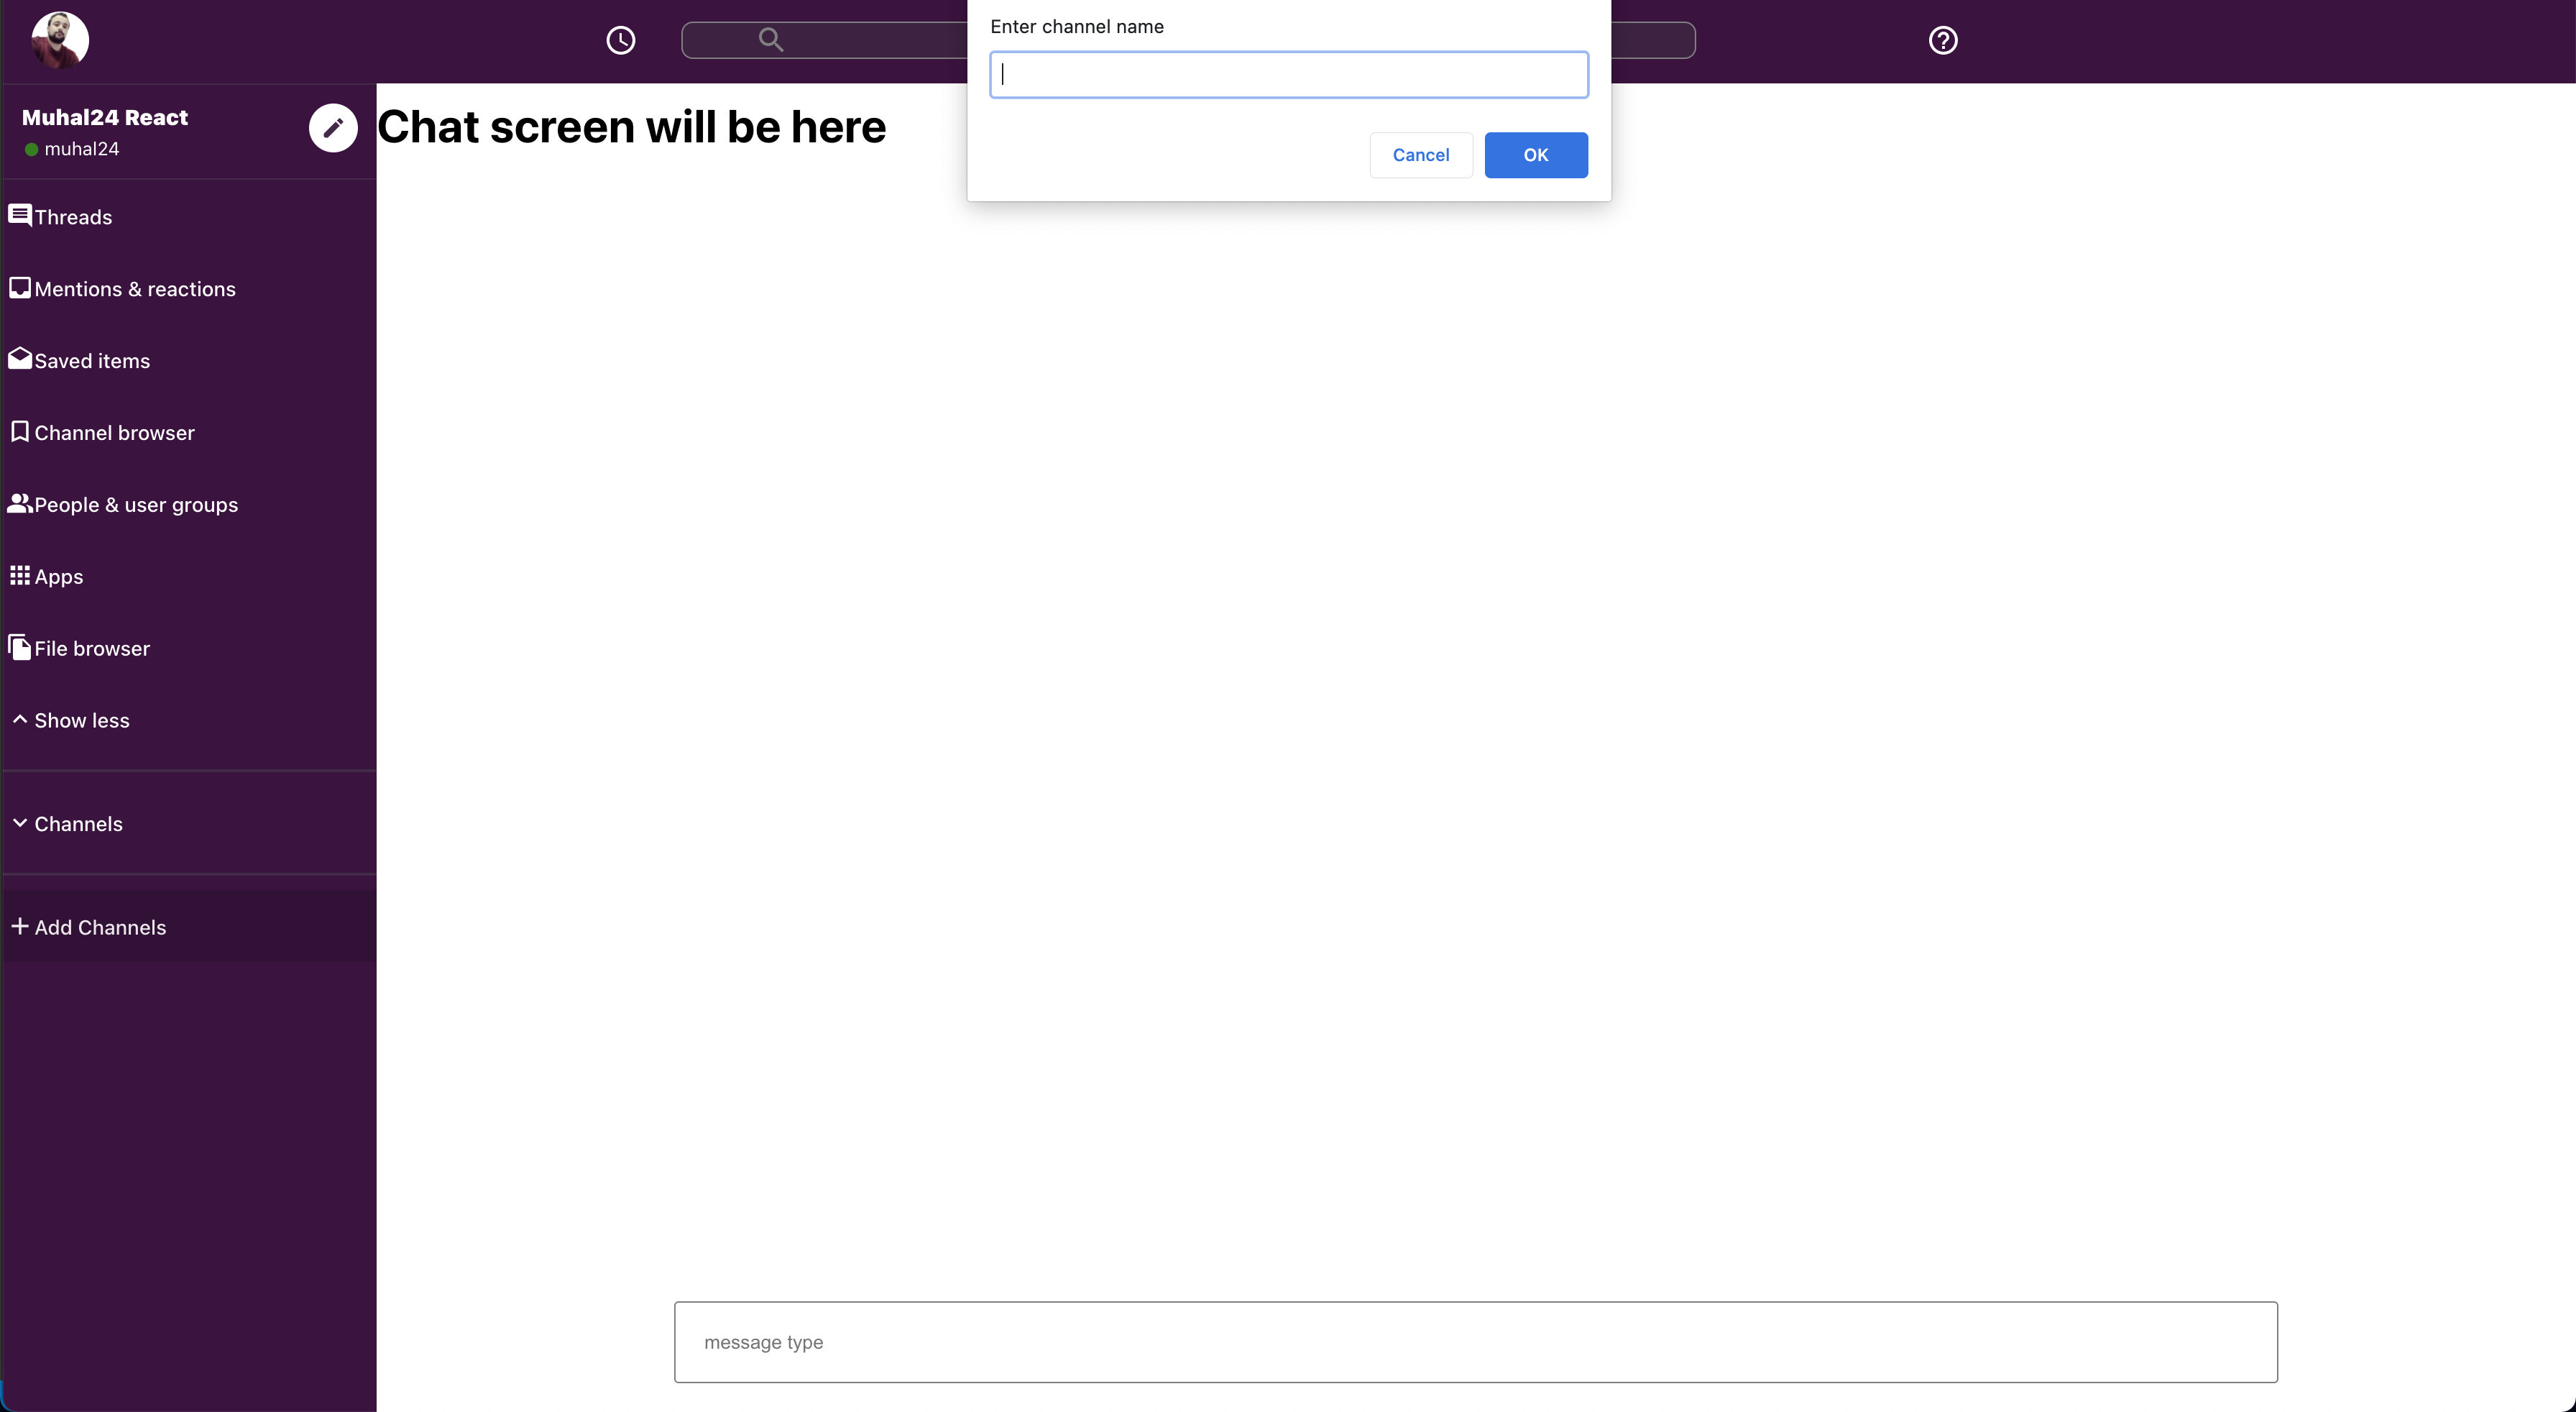 Enter channel name
Cancel
OK
Muhal24 React
muhal24
Threads
Mentions & reactions
Saved items
Channel browser
People & user groups
Apps
File browser
Show less
Channels
Add Channels
Chat screen will be here
message type